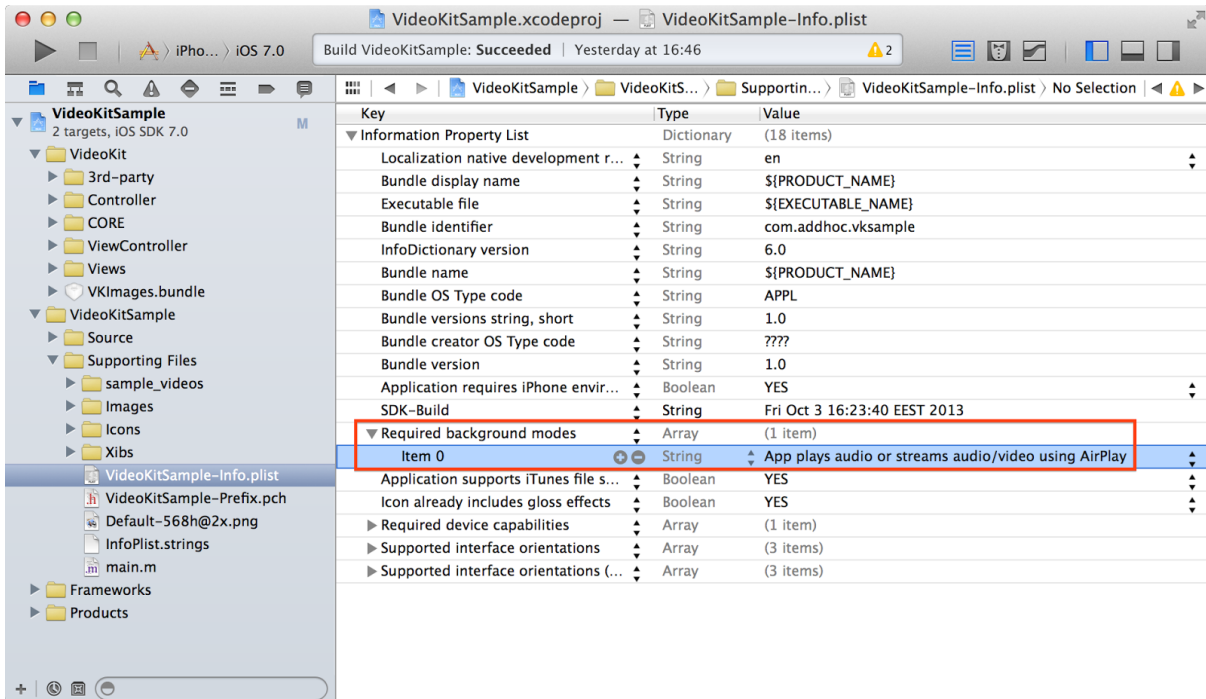 VideoKitSample.xcodeproj — VideoKitSample-Info.plist
iPho... iOS 7.0
Build VideoKitSample: Succeeded | Yesterday at 16:46
2
VideoKitSample VideoKitS... Supportin... VideoKitSample-Info.plist No Selection
VideoKitSample
2 targets, iOS SDK 7.0
M
VideoKit
3rd-party
Controller
CORE
ViewController
Views
VKImages.bundle
VideoKitSample
Source
Supporting Files
sample_videos
Images
Icons
Xibs
VideoKitSample-Info.plist
VideoKitSample-Prefix.pch
Default-568h@2x.png
InfoPlist.strings
main.m
Frameworks
Products
Key Type Value
Information Property List Dictionary (18 items)
Localization native development r... String en
Bundle display name String ${PRODUCT_NAME}
Executable file String ${EXECUTABLE_NAME}
Bundle identifier String com.addhoc.vksample
InfoDictionary version String 6.0
Bundle name String ${PRODUCT_NAME}
Bundle OS Type code String APPL
Bundle versions string, short String 1.0
Bundle creator OS Type code String ????
Bundle version String 1.0
Application requires iPhone envir... Boolean YES
SDK-Build String Fri Oct 3 16:23:40 EEST 2013
Required background modes Array (1 item)
Item 0 String App plays audio or streams audio/video using AirPlay
Application supports iTunes file s... Boolean YES
Icon already includes gloss effects Boolean YES
Required device capabilities Array (1 item)
Supported interface orientations Array (3 items)
Supported interface orientations (... Array (3 items)